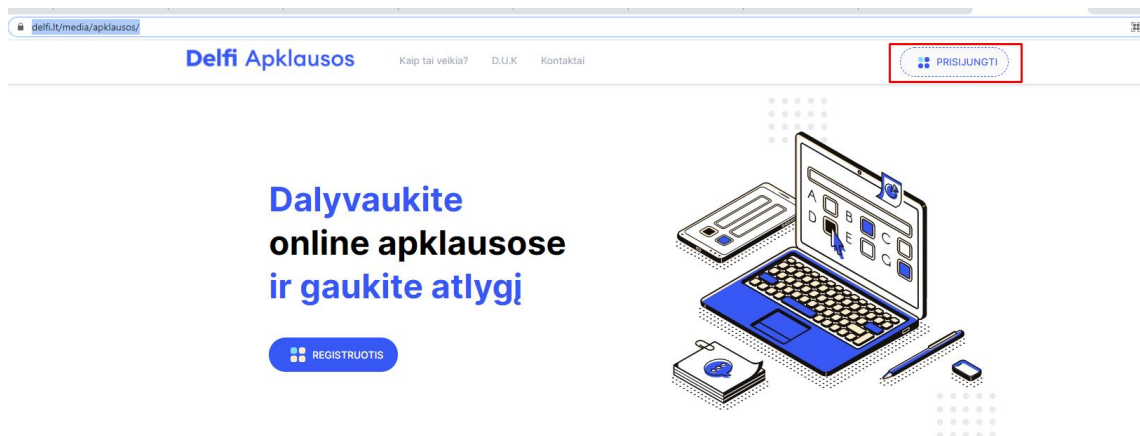 delfi.lt/media/apklausos/
Delfi Apklausos
Kaip tai veikia?
D.U.K
Kontaktai
PRISIJUNGTI
Dalyvaukite
online apklausose
ir gaukite atlygį
REGISTRUOTIS
A
B
C
D
E
G